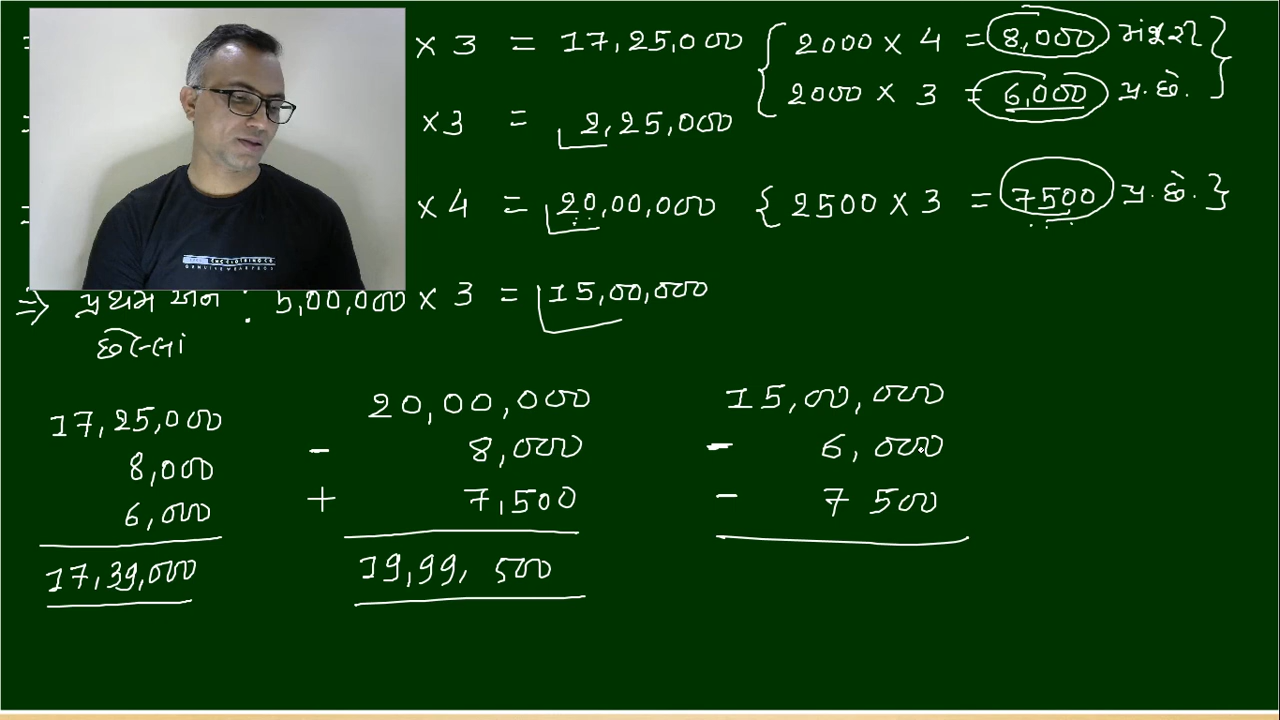 × 3 = 17,25,000 { 2000 × 4 = 8,000 મંજૂરી
2000 × 3 = 6,000 પ્ર.છે. }
×3 = 2,25,000
× 4 = 20,00,000 { 2500 × 3 = 7500 પ્ર.છે. }
⇒ પ્રથમ : 5,00,000 × 3 = 15,00,000
છેલ્લા
17,25,000 20,00,000 15,00,000
8,000 - 8,000 - 6,000
6,000 + 7,500 - 7 500
17,39,000 19,99, 500